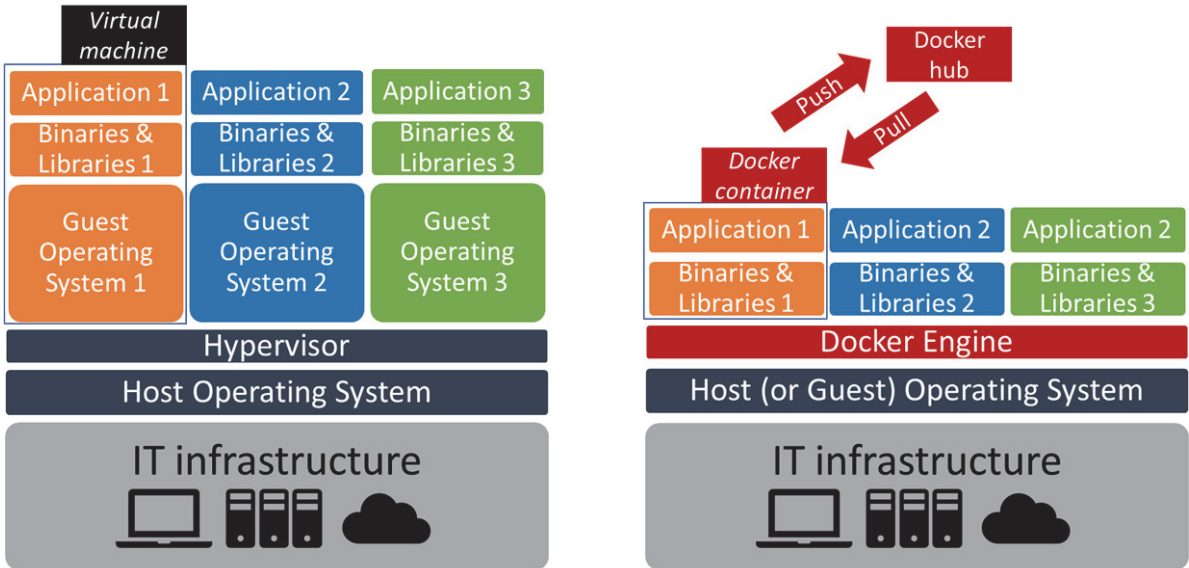 Virtual
machine
Application 1
Application 2
Application 3
Binaries &
Libraries 1
Binaries &
Libraries 2
Binaries &
Libraries 3
Guest
Operating
System 1
Guest
Operating
System 2
Guest
Operating
System 3
Hypervisor
Host Operating System
IT infrastructure
Docker
hub
Push
Pull
Docker
container
Application 1
Application 2
Application 2
Binaries &
Libraries 1
Binaries &
Libraries 2
Binaries &
Libraries 3
Docker Engine
Host (or Guest) Operating System
IT infrastructure